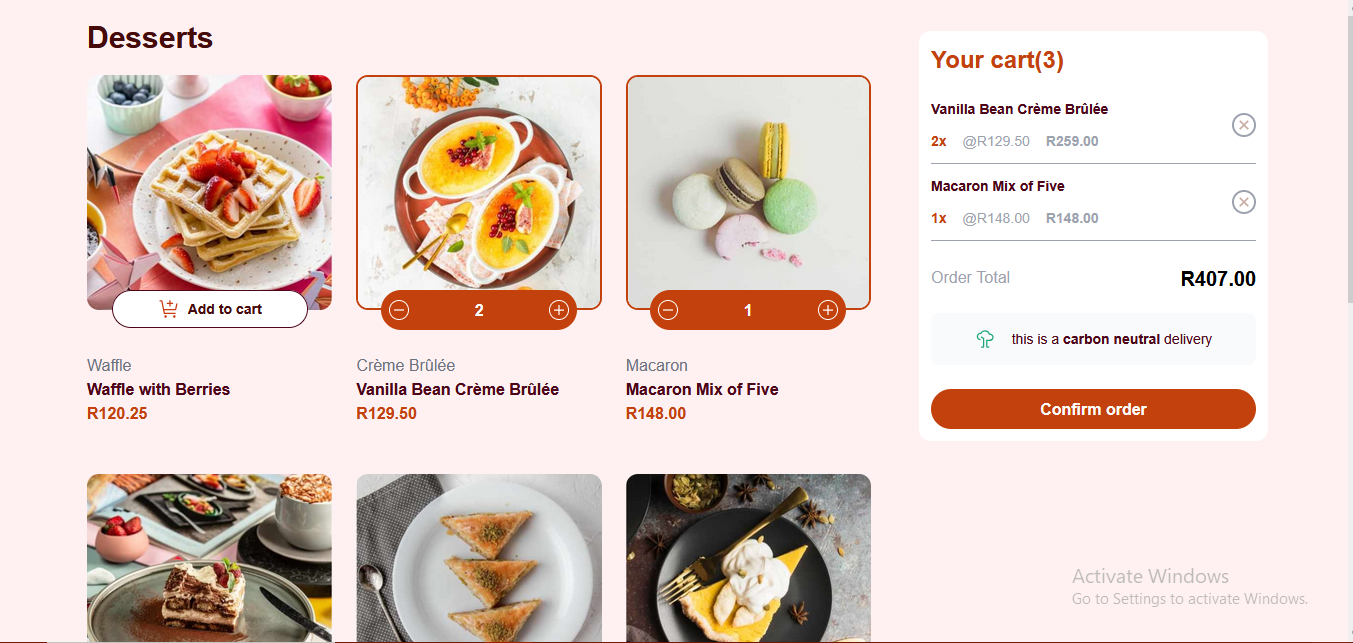 Desserts
Add to cart
Waffle
Waffle with Berries
R120.25
2
Crème Brûlée
Vanilla Bean Crème Brûlée
R129.50
1
Macaron
Macaron Mix of Five
R148.00
Your cart(3)
Vanilla Bean Crème Brûlée
2x @R129.50 R259.00
Macaron Mix of Five
1x @R148.00 R148.00
Order Total R407.00
this is a carbon neutral delivery
Confirm order
Activate Windows
Go to Settings to activate Windows.